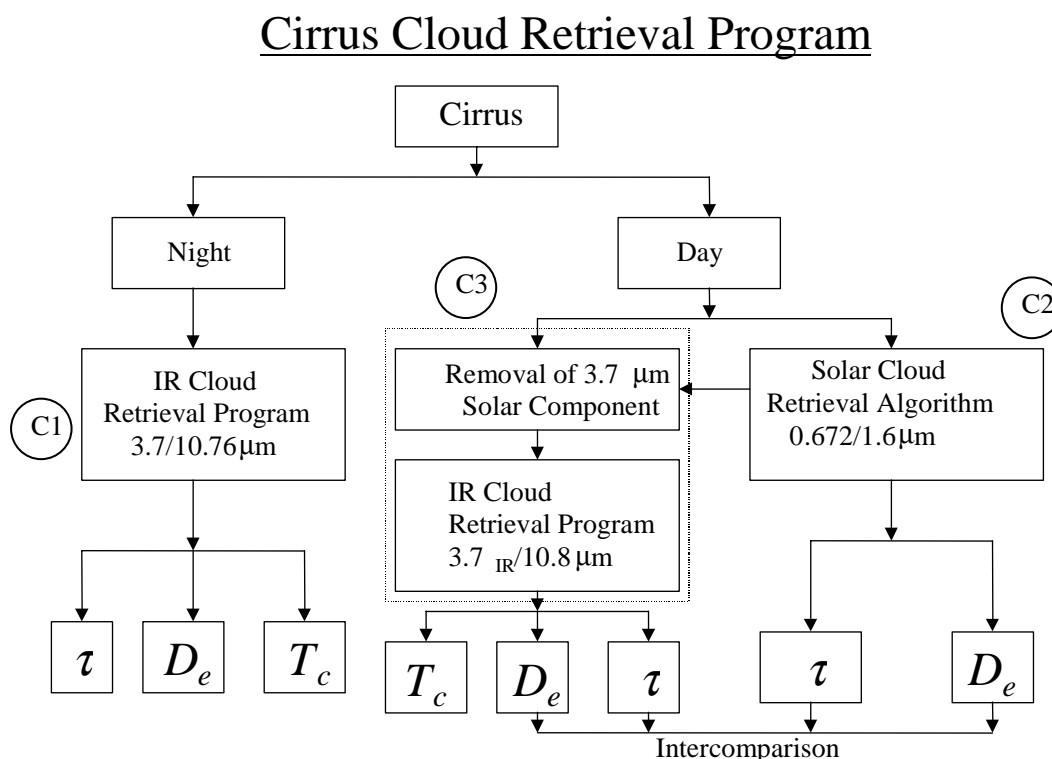 Cirrus Cloud Retrieval Program
Cirrus
Night
Day
C3
C2
IR Cloud
Retrieval Program
3.7/10.76μm
C1
Removal of 3.7 μm
Solar Component
Solar Cloud
Retrieval Algorithm
0.672/1.6μm
IR Cloud
Retrieval Program
3.7 IR/10.8μm
τ
De
Tc
Tc
De
τ
τ
De
Intercomparison